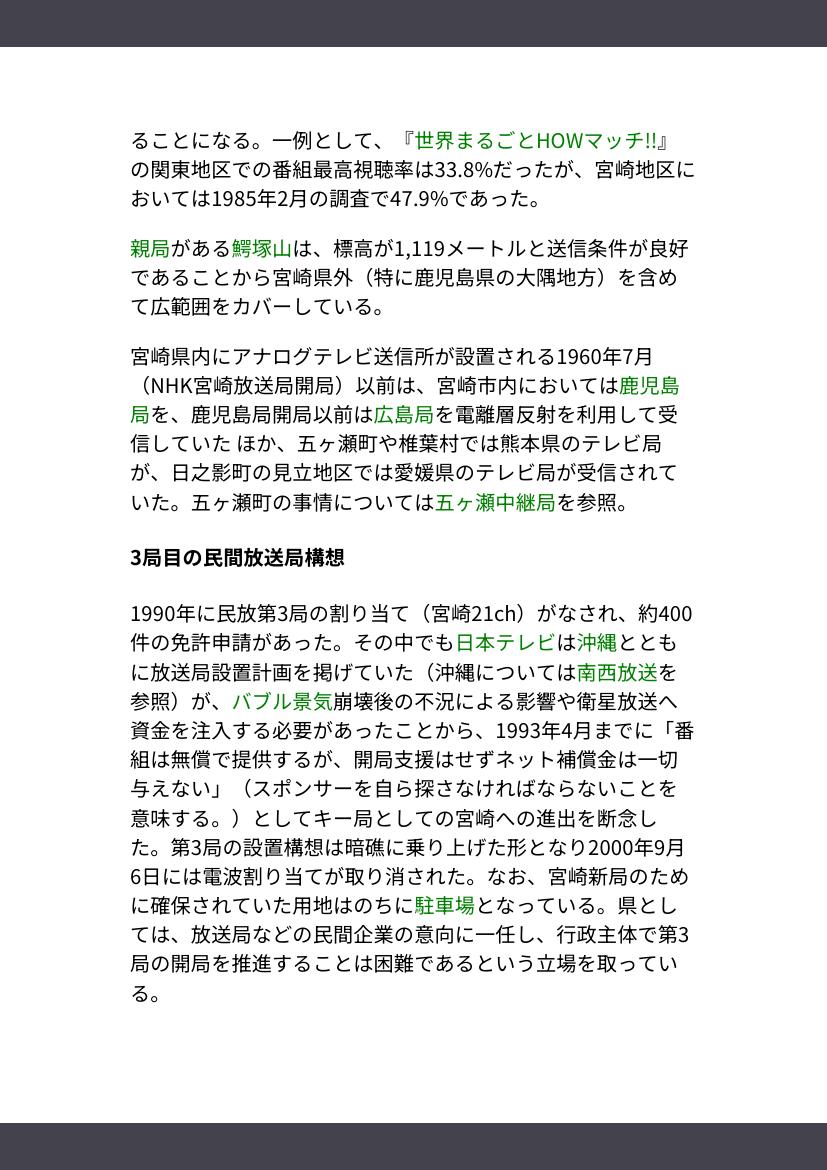 ることになる。一例として、『世界まるごとHOWマッチ!!』
の関東地区での番組最高視聴率は33.8%だったが、宮崎地区に
おいては1985年2月の調査で47.9%であった。
親局がある鰐塚山は、標高が1,119メートルと送信条件が良好
であることから宮崎県外（特に鹿児島県の大隅地方）を含め
て広範囲をカバーしている。
宮崎県内にアナログテレビ送信所が設置される1960年7月
（NHK宮崎放送局開局）以前は、宮崎市内においては鹿児島
局を、鹿児島局開局以前は広島局を電離層反射を利用して受
信していた ほか、五ヶ瀬町や椎葉村では熊本県のテレビ局
が、日之影町の見立地区では愛媛県のテレビ局が受信されて
いた。五ヶ瀬町の事情については五ヶ瀬中継局を参照。
3局目の民間放送局構想
1990年に民放第3局の割り当て（宮崎21ch）がなされ、約400
件の免許申請があった。その中でも日本テレビは沖縄ととも
に放送局設置計画を掲げていた（沖縄については南西放送を
参照）が、バブル景気崩壊後の不況による影響や衛星放送へ
資金を注入する必要があったことから、1993年4月までに「番
組は無償で提供するが、開局支援はせずネット補償金は一切
与えない」（スポンサーを自ら探さなければならないことを
意味する。）としてキー局としての宮崎への進出を断念し
た。第3局の設置構想は暗礁に乗り上げた形となり2000年9月
6日には電波割り当てが取り消された。なお、宮崎新局のため
に確保されていた用地はのちに駐車場となっている。県とし
ては、放送局などの民間企業の意向に一任し、行政主体で第3
局の開局を推進することは困難であるという立場を取ってい
る。